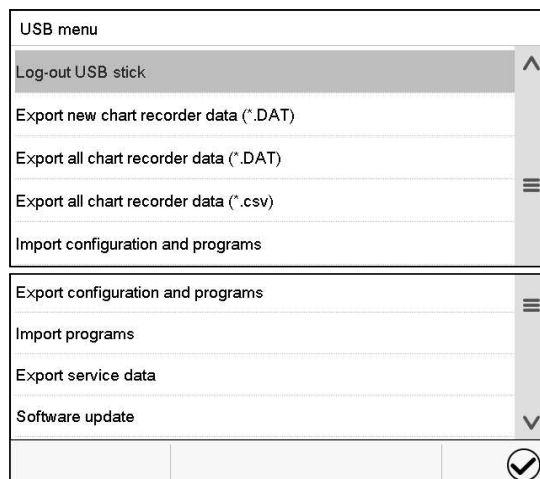 USB menu
Log-out USB stick
Export new chart recorder data (*.DAT)
Export all chart recorder data (*.DAT)
Export all chart recorder data (*.csv)
Import configuration and programs
Export configuration and programs
Import programs
Export service data
Software update